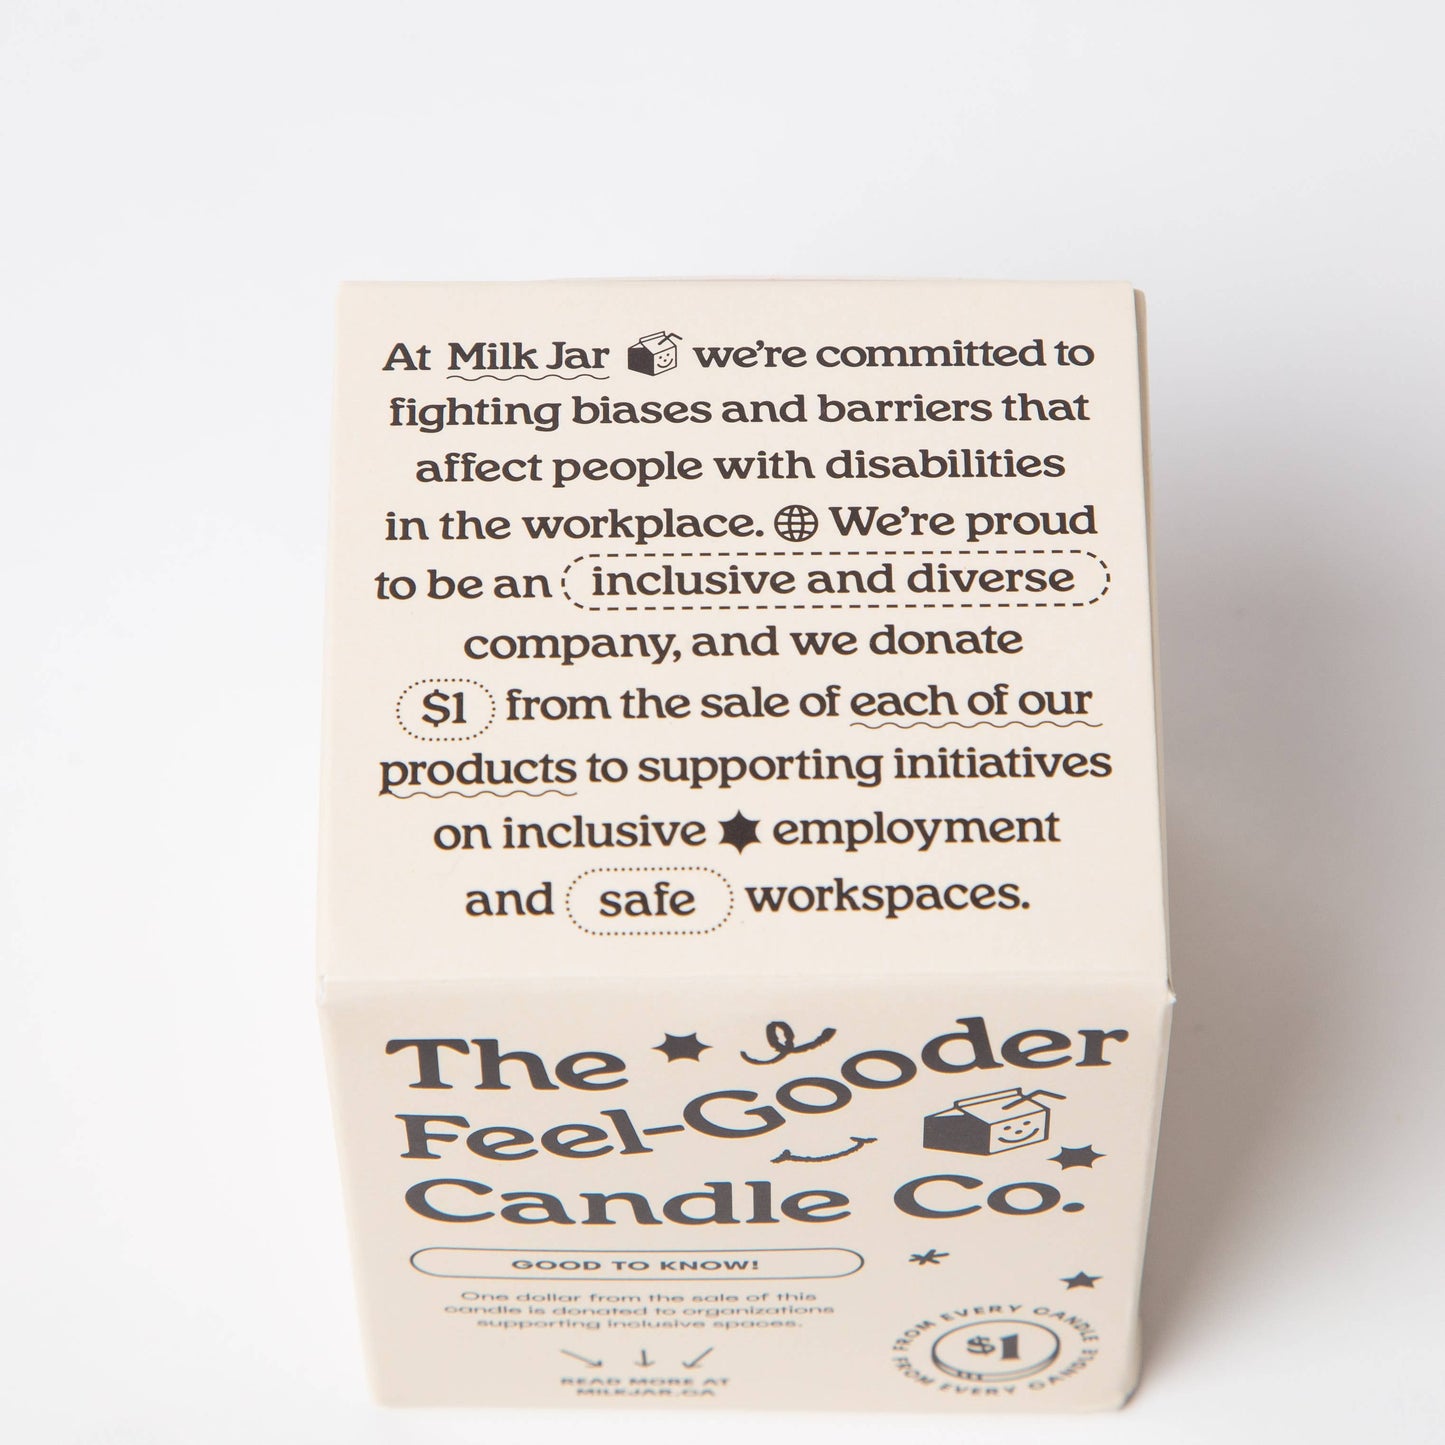 At Milk Jar we're committed to
fighting biases and barriers that
affect people with disabilities
in the workplace. We're proud
to be an inclusive and diverse
company, and we donate
$1 from the sale of each of our
products to supporting initiatives
on inclusive employment
and safe workspaces.
The
Feel-Gooder
Candle Co.
GOOD TO KNOW!
One dollar from the sale of this
candle is donated to organizations
supporting inclusive spaces.
READ MORE AT
MILKJAR.CA
FROM EVERY CANDLE
$1
FROM EVERY CANDLE